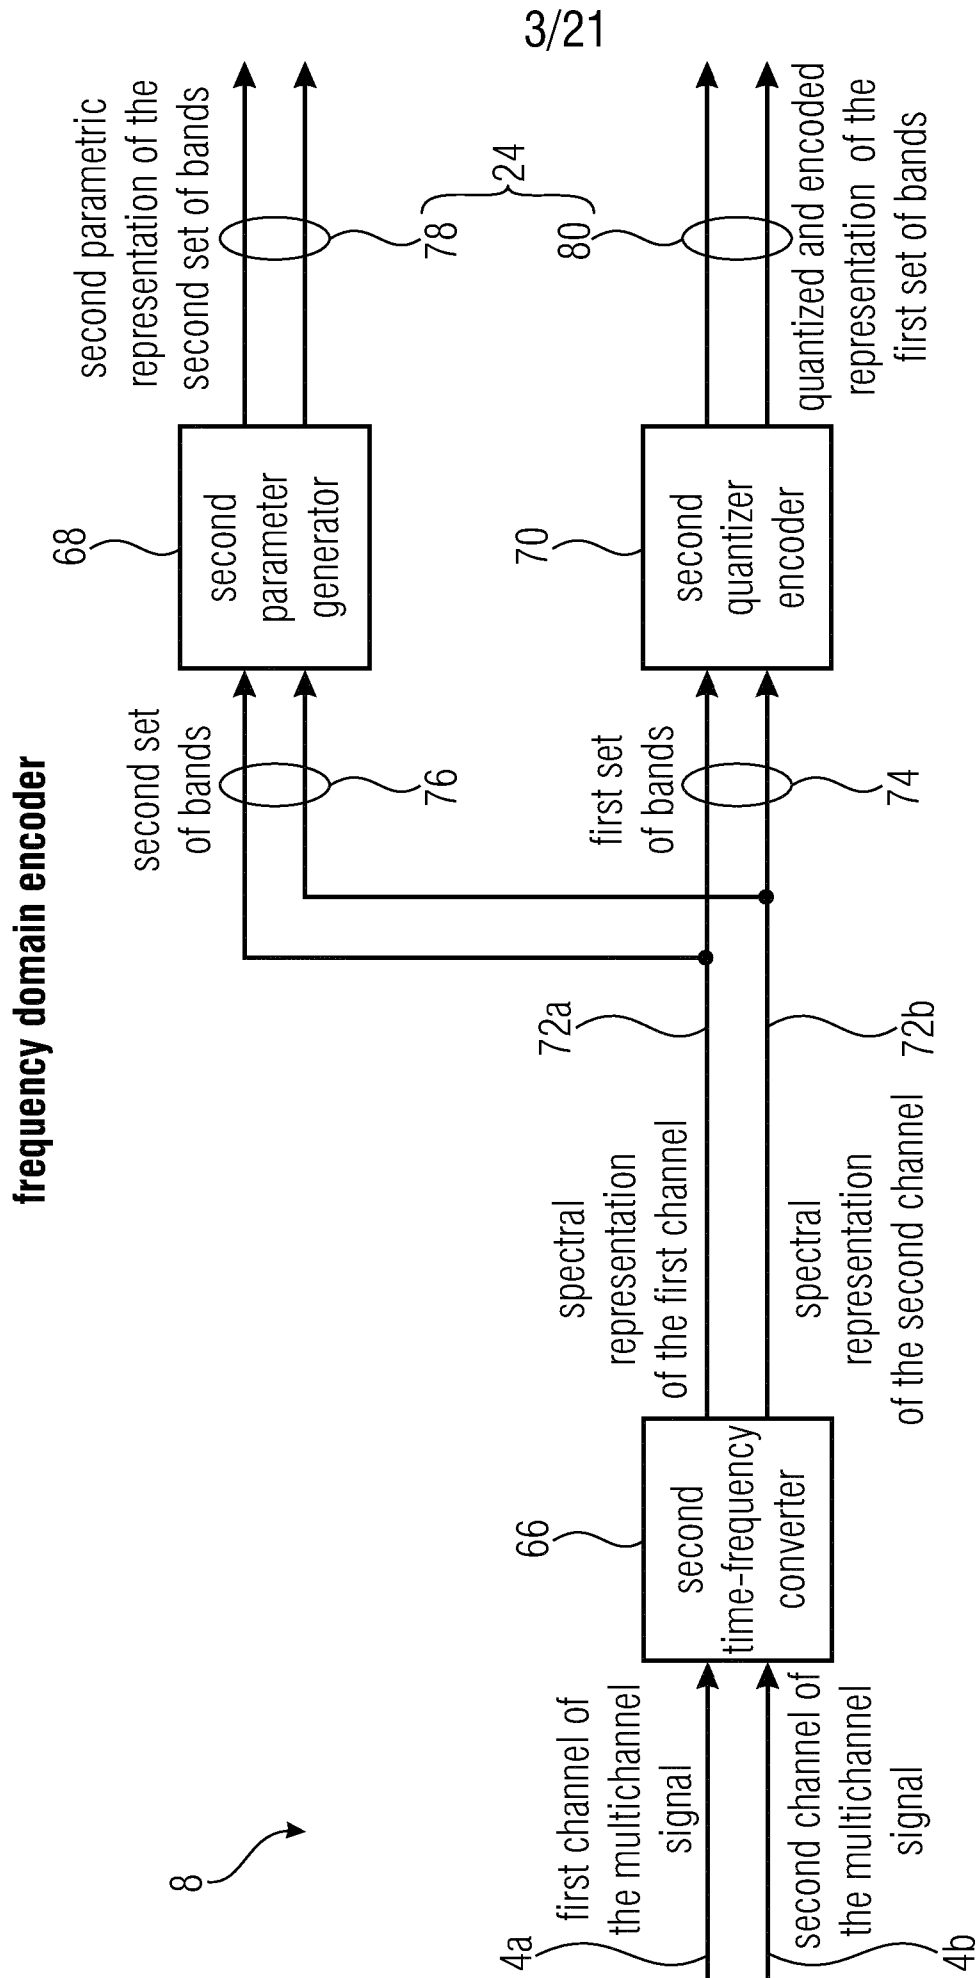 3/21
frequency domain encoder
8
4a
first channel of
the multichannel
signal
second channel of
the multichannel
signal
4b
66
second
time-frequency
converter
spectral
representation
of the first channel
72a
spectral
representation
of the second channel
72b
second set
of bands
76
first set
of bands
74
68
second
parameter
generator
70
second
quantizer
encoder
second parametric
representation of the
second set of bands
78
24
80
quantized and encoded
representation of the
first set of bands